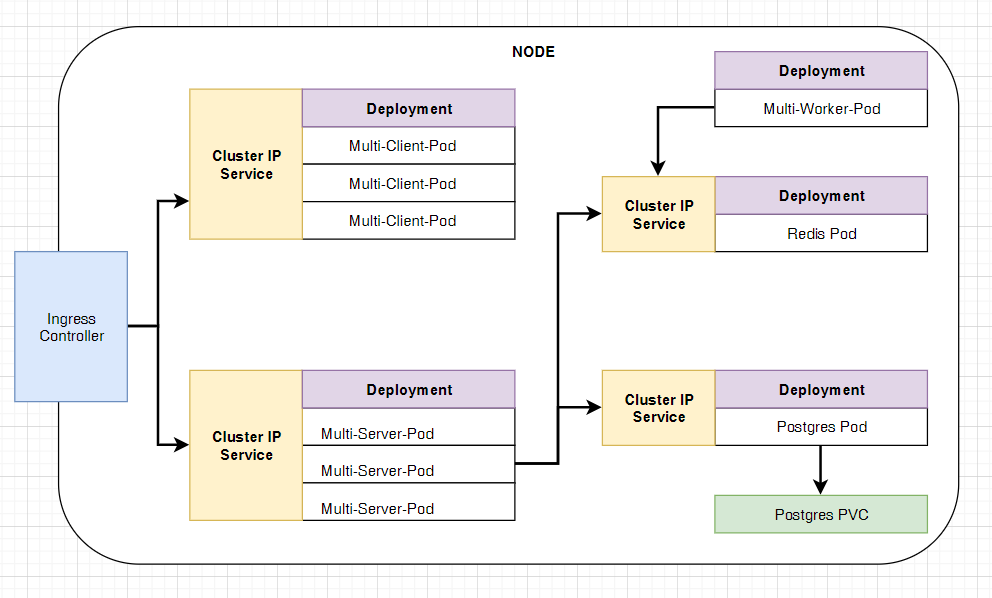 NODE
Deployment
Multi-Worker-Pod
Cluster IP
Service
Deployment
Multi-Client-Pod
Multi-Client-Pod
Multi-Client-Pod
Cluster IP
Service
Deployment
Redis Pod
Ingress
Controller
Cluster IP
Service
Deployment
Multi-Server-Pod
Multi-Server-Pod
Multi-Server-Pod
Cluster IP
Service
Deployment
Postgres Pod
Postgres PVC